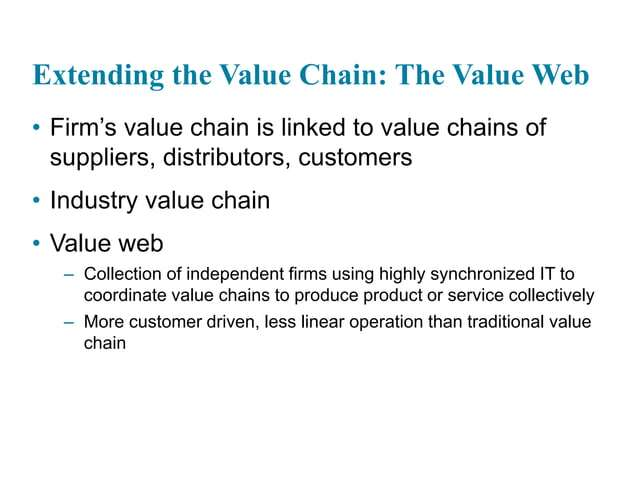 Extending the Value Chain: The Value Web
• Firm’s value chain is linked to value chains of
suppliers, distributors, customers
• Industry value chain
• Value web
– Collection of independent firms using highly synchronized IT to
coordinate value chains to produce product or service collectively
– More customer driven, less linear operation than traditional value
chain